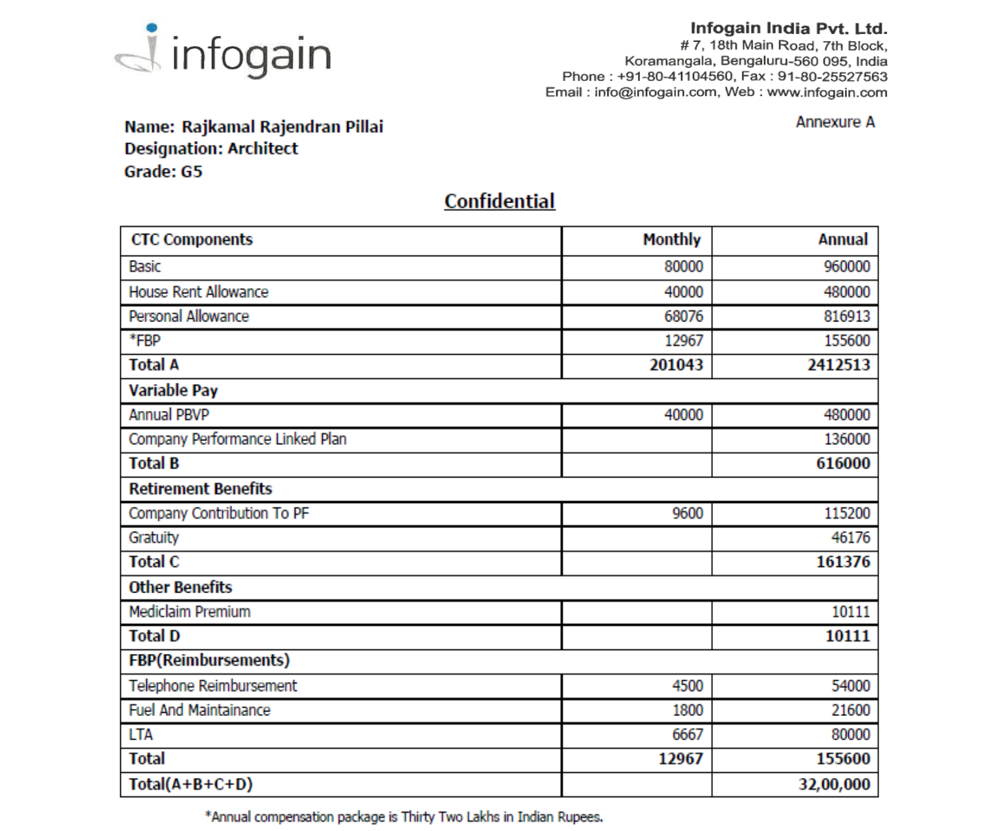 infogain
Infogain India Pvt. Ltd.
# 7, 18th Main Road, 7th Block,
Koramangala, Bengaluru-560 095, India
Phone : +91-80-41104560, Fax : 91-80-25527563
Email : info@infogain.com, Web : www.infogain.com
Annexure A
Name: Rajkamal Rajendran Pillai
Designation: Architect
Grade: G5
Confidential
CTC Components Monthly Annual
Basic 80000 960000
House Rent Allowance 40000 480000
Personal Allowance 68076 816913
*FBP 12967 155600
Total A 201043 2412513
Variable Pay
Annual PBVP 40000 480000
Company Performance Linked Plan 136000
Total B 616000
Retirement Benefits
Company Contribution To PF 9600 115200
Gratuity 46176
Total C 161376
Other Benefits
Mediclaim Premium 10111
Total D 10111
FBP(Reimbursements)
Telephone Reimbursement 4500 54000
Fuel And Maintainance 1800 21600
LTA 6667 80000
Total 12967 155600
Total(A+B+C+D) 32,00,000
*Annual compensation package is Thirty Two Lakhs in Indian Rupees.